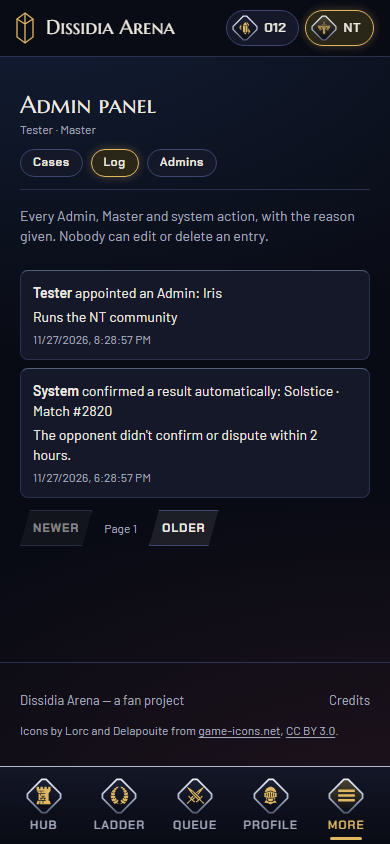 Dissidia Arena
012
NT
Admin panel
Tester · Master
Cases
Log
Admins
Every Admin, Master and system action, with the reason
given. Nobody can edit or delete an entry.
Tester appointed an Admin: Iris
Runs the NT community
11/27/2026, 8:28:57 PM
System confirmed a result automatically: Solstice ·
Match #2820
The opponent didn't confirm or dispute within 2
hours.
11/27/2026, 6:28:57 PM
NEWER
Page 1
OLDER
Dissidia Arena — a fan project
Credits
Icons by Lorc and Delapouite from game-icons.net, CC BY 3.0.
HUB
LADDER
QUEUE
PROFILE
MORE